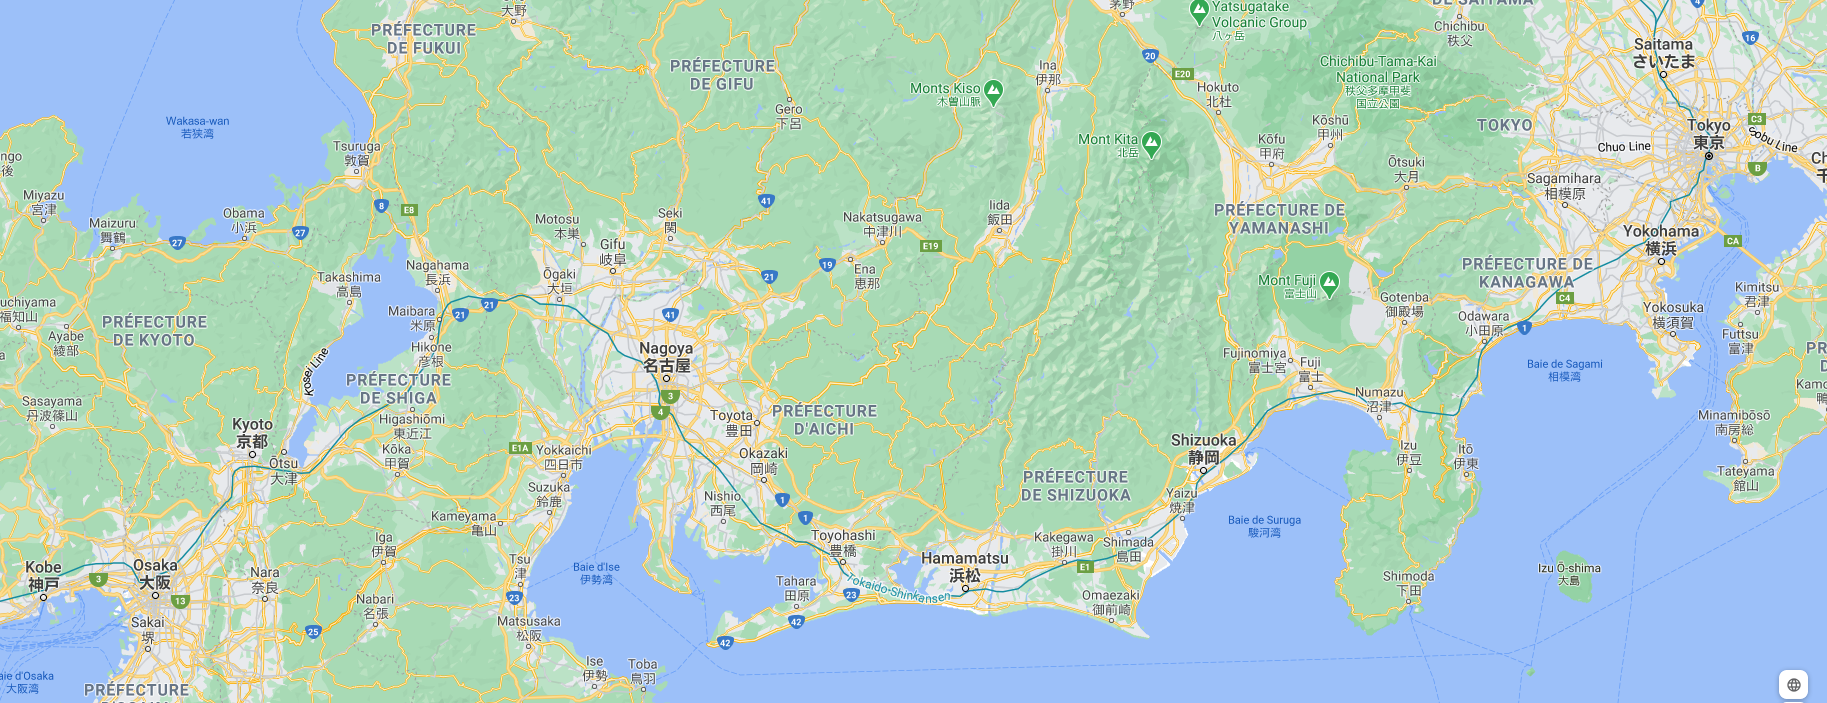 PRÉFECTURE
DE FUKUI
大野
Yatsugatake
Volcanic Group
八ヶ岳
茅野
DE SAITAMA
Chichibu
秩父
4
16
Saitama
さいたま
PRÉFECTURE
DE GIFU
Ina
伊那
20
E20
Hokuto
北杜
Chichibu-Tama-Kai
National Park
秩父多摩甲斐
国立公園
Monts Kiso
木曽山脈
Gero
下呂
Wakasa-wan
若狭湾
Tsuruga
敦賀
Mont Kita
北岳
Kōfu
甲府
Kōshū
甲州
TOKYO
Tokyo
東京
C3
Sobu Line
Chuo Line
B
Ōtsuki
大月
Sagamihara
相模原
ngo
後
Miyazu
宮津
8
E8
41
Maizuru
舞鶴
Obama
小浜
27
27
Motosu
本巣
Seki
関
Gifu
岐阜
Nakatsugawa
中津川
E19
Iida
飯田
PRÉFECTURE DE
YAMANASHI
Yokohama
横浜
CA
Takashima
高島
Nagahama
長浜
Ōgaki
大垣
21
19
Ena
恵那
Mont Fuji
富士山
Gotenba
御殿場
PRÉFECTURE DE
KANAGAWA
C4
Kimitsu
君津
uchiyama
福知山
Ayabe
綾部
PRÉFECTURE
DE KYOTO
Maibara
米原
21
21
41
Odawara
小田原
1
Yokosuka
横須賀
Futtsu
富津
Hikone
彦根
Kosei Line
Nagoya
名古屋
3
4
Fujinomiya
富士宮
Fuji
富士
Baie de Sagami
相模湾
PRÉFECTURE
DE SHIGA
Sasayama
丹波篠山
Higashiōmi
東近江
Toyota
豊田
PRÉFECTURE
D'AICHI
Numazu
沼津
Minamibōsō
南房総
Kyoto
京都
Ōtsu
大津
Kōka
甲賀
E1A
Yokkaichi
四日市
Okazaki
岡崎
Shizuoka
静岡
Izu
伊豆
Itō
伊東
Tateyama
館山
Suzuka
鈴鹿
Nishio
西尾
1
PRÉFECTURE
DE SHIZUOKA
Yaizu
焼津
Kameyama
亀山
1
Baie de Suruga
駿河湾
Iga
伊賀
Toyohashi
豊橋
Kakegawa
掛川
Shimada
島田
Kobe
神戸
3
Osaka
大阪
Nara
奈良
Tsu
津
Baie d'Ise
伊勢湾
Hamamatsu
浜松
E1
Tahara
田原
Tokaido-Shinkansen
23
23
Shimoda
下田
Izu Ō-shima
大島
13
Nabari
名張
Omaezaki
御前崎
Sakai
堺
25
Matsusaka
松阪
42
42
Ise
伊勢
Toba
鳥羽
aie d'Osaka
大阪湾
PRÉFECTURE